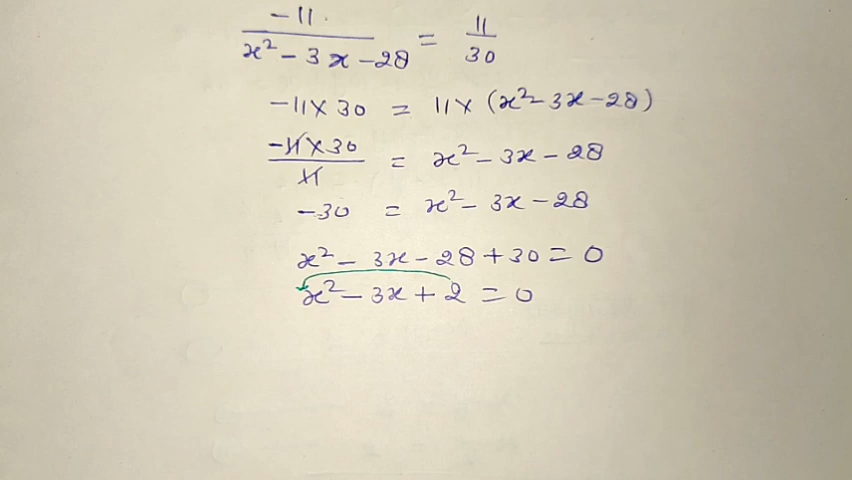 -11 / x² - 3x - 28 = 11 / 30
-11 × 30 = 11 × (x² - 3x - 28)
-11 × 30 / 11 = x² - 3x - 28
-30 = x² - 3x - 28
x² - 3x - 28 + 30 = 0
x² - 3x + 2 = 0